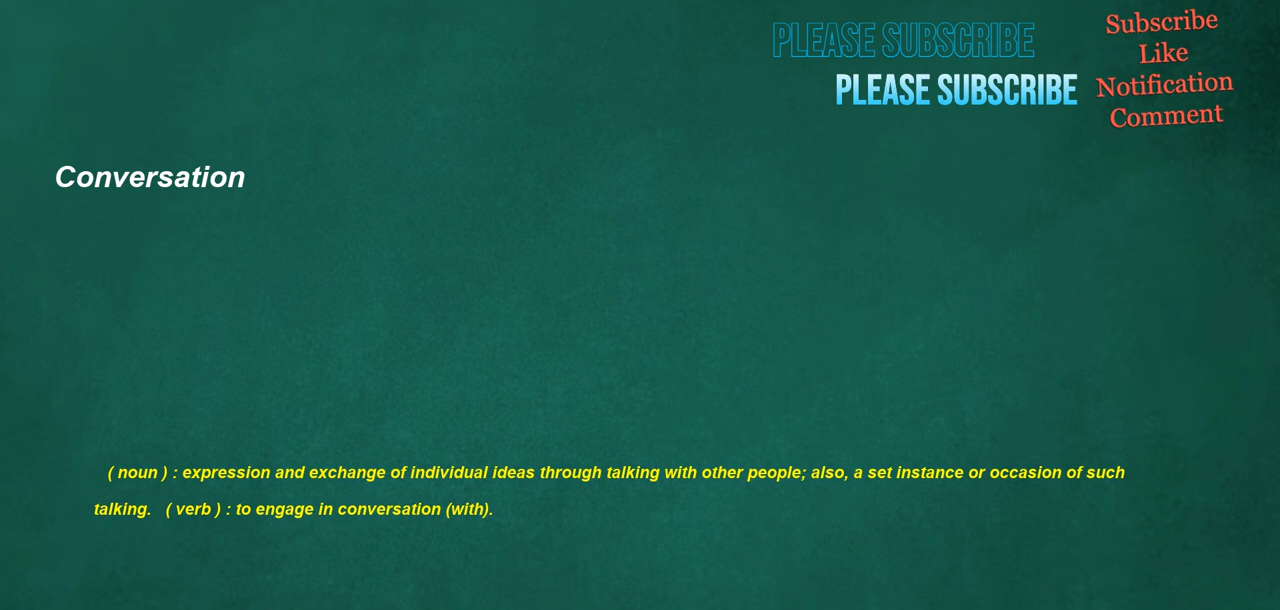 PLEASE SUBSCRIBE
PLEASE SUBSCRIBE
Subscribe
Like
Notification
Comment
Conversation
( noun ) : expression and exchange of individual ideas through talking with other people; also, a set instance or occasion of such
talking.   ( verb ) : to engage in conversation (with).